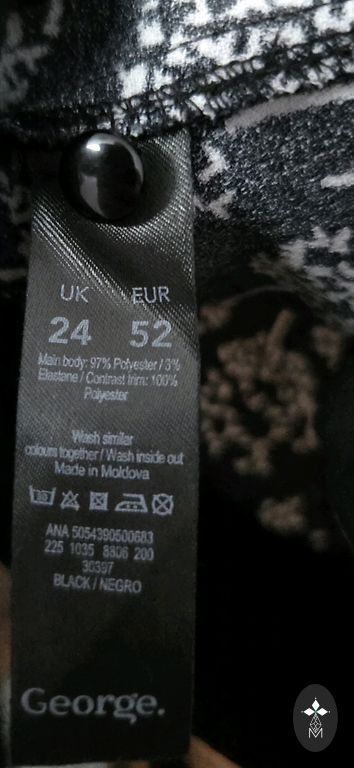 UK EUR
24 52
Main body: 97% Polyester / 3%
Elastane / Contrast trim: 100%
Polyester
Wash similar
colours together / Wash inside out
Made in Moldova
ANA 5054390500683
225 1035 8806 200
30397
BLACK / NEGRO
George.
M